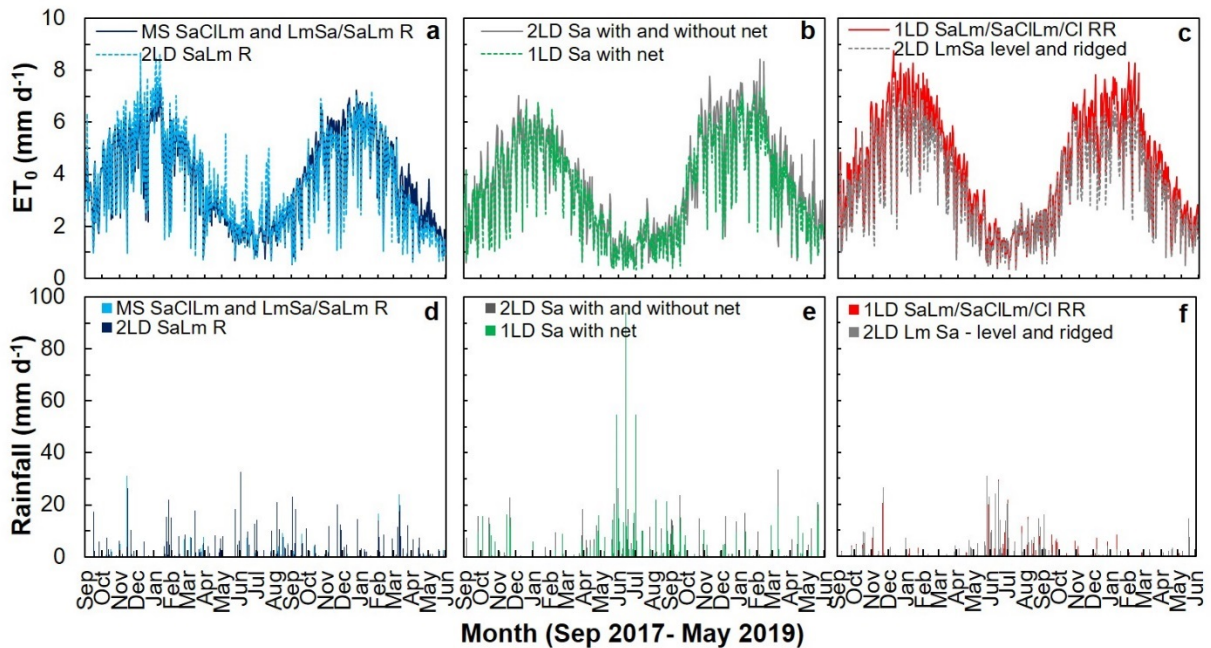 10
8
6
4
2
0
ET0 (mm d-1)
MS SaClLm and LmSa/SaLm R
2LD SaLm R
a
2LD Sa with and without net
1LD Sa with net
b
1LD SaLm/SaClLm/Cl RR
2LD LmSa level and ridged
c
100
80
60
40
20
0
Rainfall (mm d-1)
MS SaClLm and LmSa/SaLm R
2LD SaLm R
d
2LD Sa with and without net
1LD Sa with net
e
1LD SaLm/SaClLm/Cl RR
2LD Lm Sa - level and ridged
f
Sep Oct Nov Dec Jan Feb Mar Apr May Jun Jul Aug Sep Oct Nov Dec Jan Feb Mar Apr May Jun
Sep Oct Nov Dec Jan Feb Mar Apr May Jun Jul Aug Sep Oct Nov Dec Jan Feb Mar Apr May Jun
Sep Oct Nov Dec Jan Feb Mar Apr May Jun Jul Aug Sep Oct Nov Dec Jan Feb Mar Apr May Jun
Month (Sep 2017- May 2019)